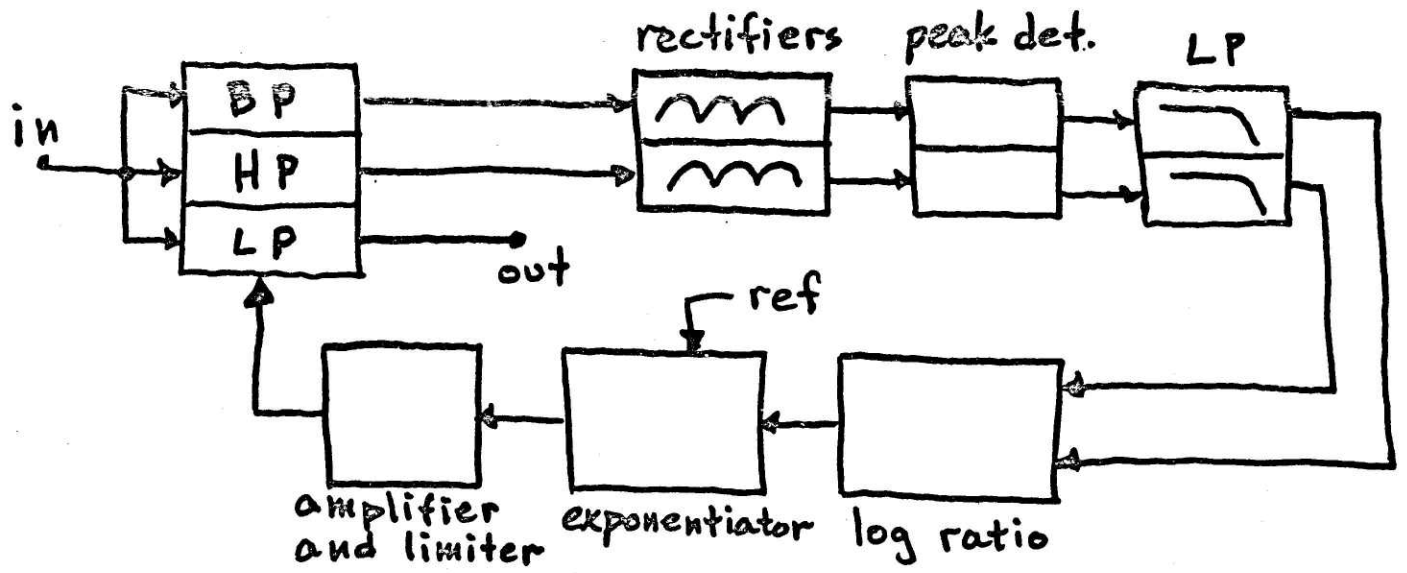 rectifiers
peak det.
LP
in
BP
HP
LP
out
ref
amplifier
and limiter
exponentiator
log ratio